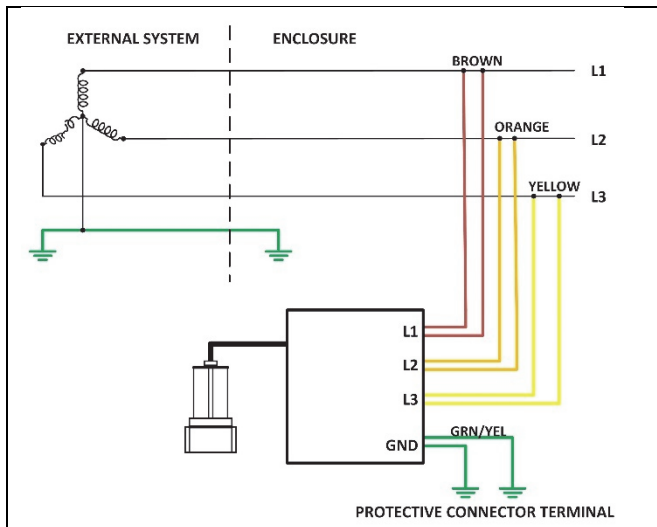 EXTERNAL SYSTEM
ENCLOSURE
BROWN
L1
ORANGE
L2
YELLOW
L3
L1
L2
L3
GRN/YEL
GND
PROTECTIVE CONNECTOR TERMINAL